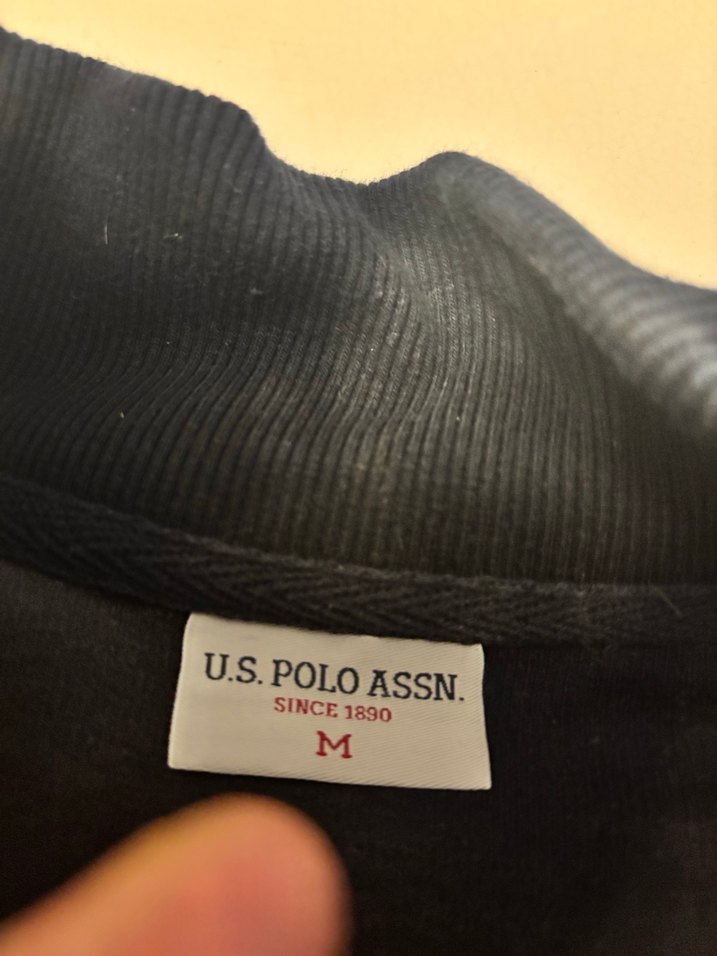 U.S. POLO ASSN.
SINCE 1890
M